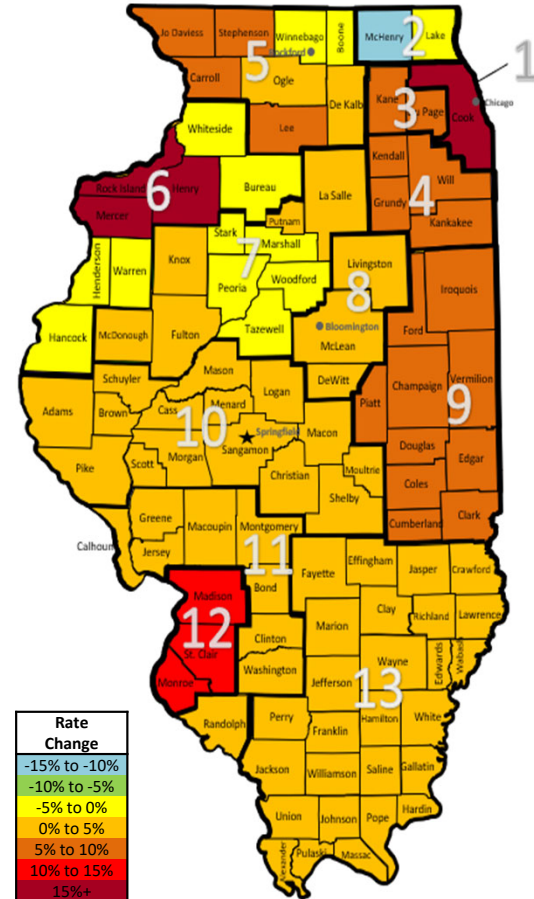 Jo Daviess
Stephenson
Winnebago
Boone
McHenry
Lake
2
1
Rockford
5
Carroll
Ogle
De Kalb
Kane
3
Cook
Chicago
Whiteside
Lee
Kendall
Will
4
Grundy
Kankakee
Rock Island
Henry
6
Mercer
Bureau
La Salle
Putnam
Stark
Marshall
7
Henderson
Warren
Knox
Peoria
Woodford
Livingston
8
Iroquois
Ford
Hancock
McDonough
Fulton
Tazewell
Bloomington
McLean
Mason
Schuyler
Logan
DeWitt
Champaign
Vermilion
9
Piatt
Adams
Brown
Cass
Menard
10
Springfield
Macon
Sangamon
Morgan
Scott
Pike
Christian
Moultrie
Douglas
Edgar
Coles
Shelby
Greene
Macoupin
Montgomery
Cumberland
Clark
Calhoun
Jersey
11
Fayette
Effingham
Jasper
Crawford
Madison
Bond
12
St. Clair
Clinton
Marion
Clay
Richland
Lawrence
Monroe
Washington
Jefferson
Wayne
Edwards
Wabash
13
Randolph
Perry
Franklin
Hamilton
White
Jackson
Williamson
Saline
Gallatin
Union
Johnson
Pope
Hardin
Alexander
Pulaski
Massac
Rate
Change
-15% to -10%
-10% to -5%
-5% to 0%
0% to 5%
5% to 10%
10% to 15%
15%+